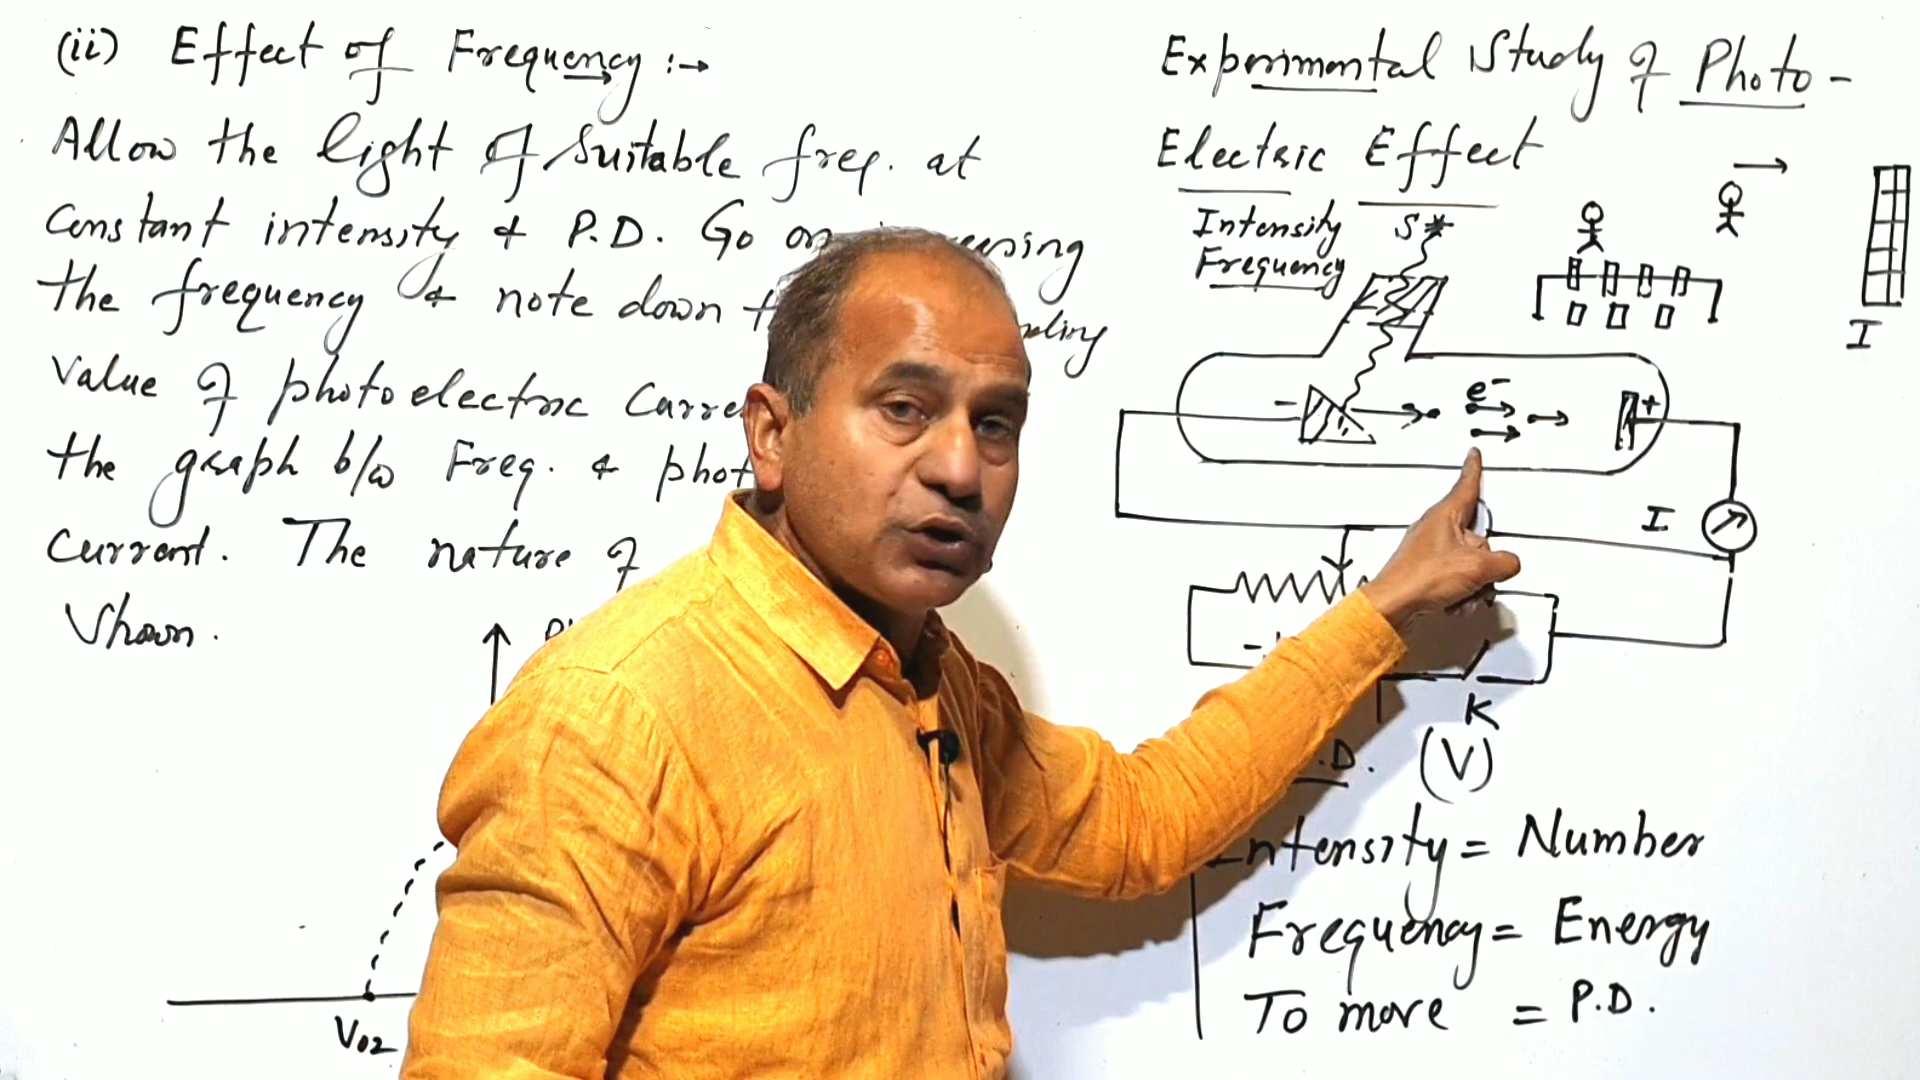 (ii) Effect of Frequency :→
Allow the light of suitable freq. at
Constant intensity & P.D. Go on
the frequency & note down
Value of photoelectric
the graph b/w Freq. &
Current. The nature of
Shown.
V02
Experimental Study of Photo-
Electric Effect
Intensity
Frequency
S*
I
- e- +
I
-
K
.D. (V)
Intensity = Number
Frequency = Energy
To more = P.D.